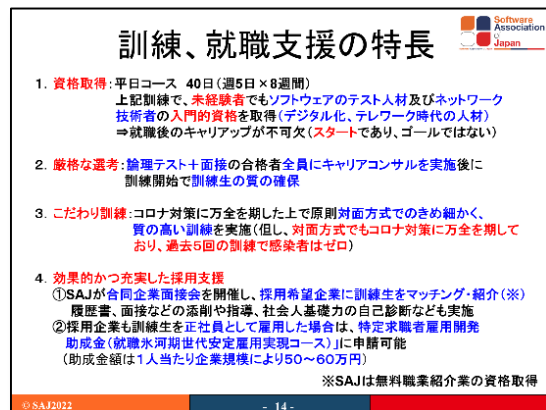 Software
Association
of
Japan
訓練、就職支援の特長
1. 資格取得:平日コース 40日(週5日×8週間)
上記訓練で、未経験者でもソフトウェアのテスト人材及びネットワーク
技術者の入門的資格を取得(デジタル化、テレワーク時代の人材)
⇒就職後のキャリアップが不可欠(スタートであり、ゴールではない)
2. 厳格な選考:論理テスト+面接の合格者全員にキャリアコンサルを実施後に
訓練開始で訓練生の質の確保
3. こだわり訓練:コロナ対策に万全を期した上で原則対面方式でのきめ細かく、
質の高い訓練を実施(但し、対面方式でもコロナ対策に万全を期して
おり、過去5回の訓練で感染者はゼロ)
4. 効果的かつ充実した採用支援
①SAJが合同企業面接会を開催し、採用希望企業に訓練生をマッチング・紹介(※)
履歴書、面接などの添削や指導、社会人基礎力の自己診断なども実施
②採用企業も訓練生を正社員として雇用した場合は、特定求職者雇用開発
助成金(就職氷河期世代安定雇用実現コース)」に申請可能
(助成金額は1人当たり企業規模により50~60万円)
※SAJは無料職業紹介業の資格取得
© SAJ2022
- 14 -